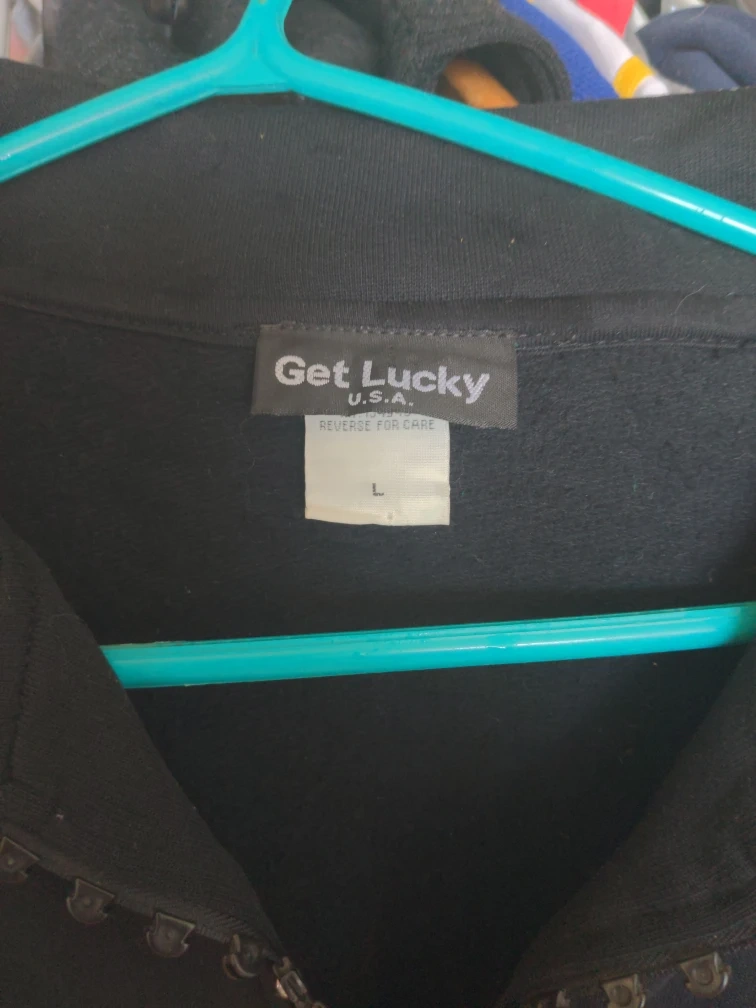 Get Lucky
U.S.A.
REVERSE FOR CARE
L